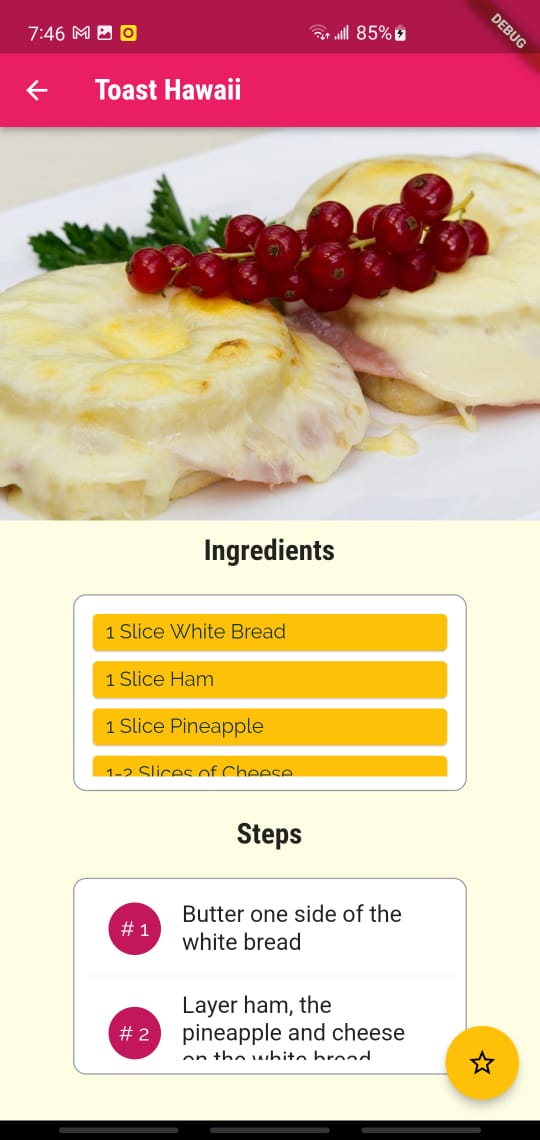 7:46
85%
DEBUG
Toast Hawaii
Ingredients
1 Slice White Bread
1 Slice Ham
1 Slice Pineapple
1-2 Slices of Cheese
Steps
# 1
Butter one side of the
white bread
# 2
Layer ham, the
pineapple and cheese
on the white bread